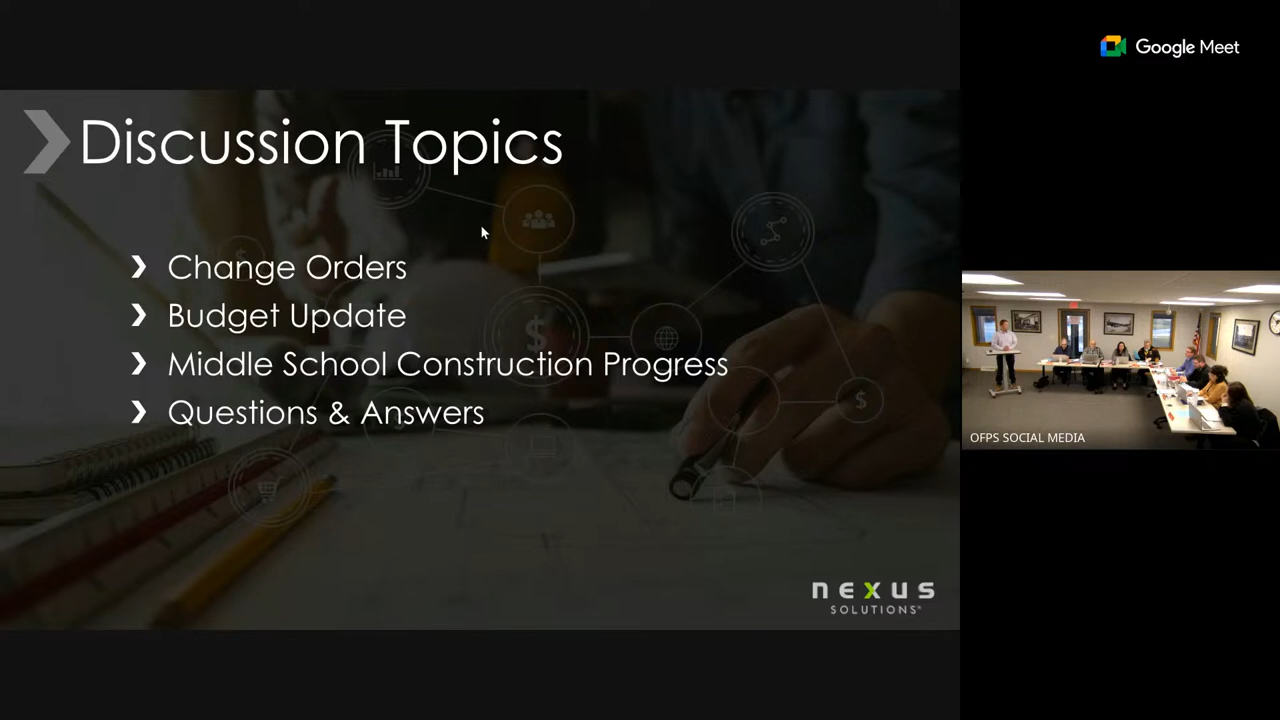 Discussion Topics
Change Orders
Budget Update
Middle School Construction Progress
Questions & Answers
nexus
SOLUTIONS
Google Meet
OFPS SOCIAL MEDIA